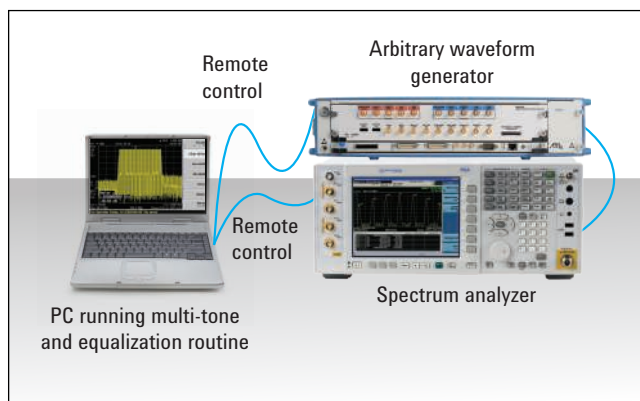 Arbitrary waveform
generator
Remote
control
Remote
control
Spectrum analyzer
PC running multi-tone
and equalization routine